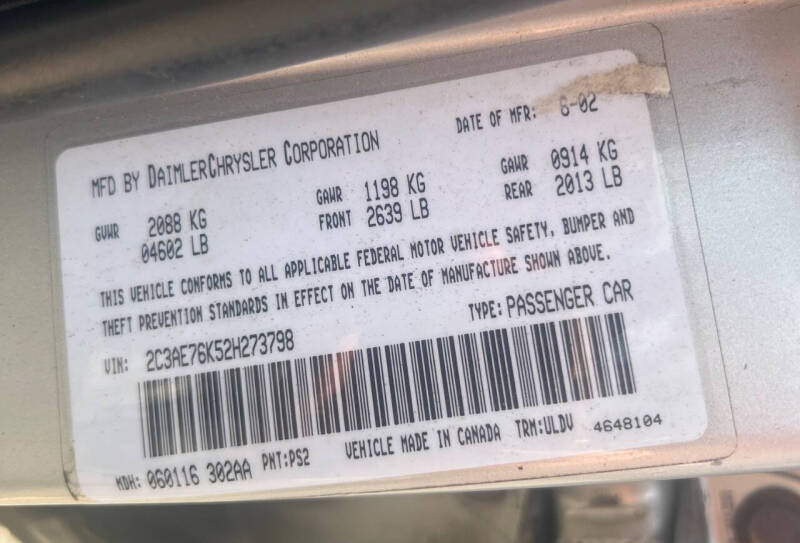 MFD BY DAIMLERCHRYSLER CORPORATION DATE OF MFR: 6-02
GVWR 2088 KG GAWR 1198 KG GAWR 0914 KG
04602 LB FRONT 2639 LB REAR 2013 LB
THIS VEHICLE CONFORMS TO ALL APPLICABLE FEDERAL MOTOR VEHICLE SAFETY, BUMPER AND
THEFT PREVENTION STANDARDS IN EFFECT ON THE DATE OF MANUFACTURE SHOWN ABOVE.
VIN: 2C3AE76K52H273798 TYPE: PASSENGER CAR
MDH: 060116 302AA PNT:PS2 VEHICLE MADE IN CANADA TRM:ULDV 4648104